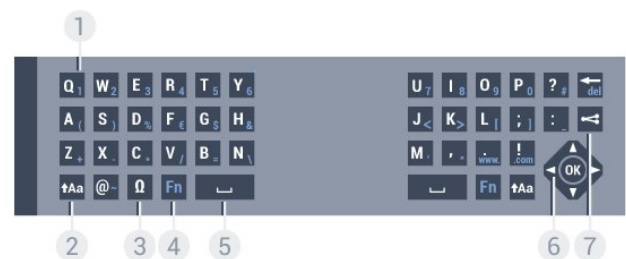 1
Q 1 W 2 E 3 R 4 T 5 Y 6 U 7 I 8 O 9 P 0 ? # del
A ( S ) D % F € G $ H & J < K > L [ ; ] : _
Z + X - C * V / B = N \ M ' , " . www. ! .com
Aa @ ~ Ω Fn Fn Aa OK
2 3 4 5 6 7